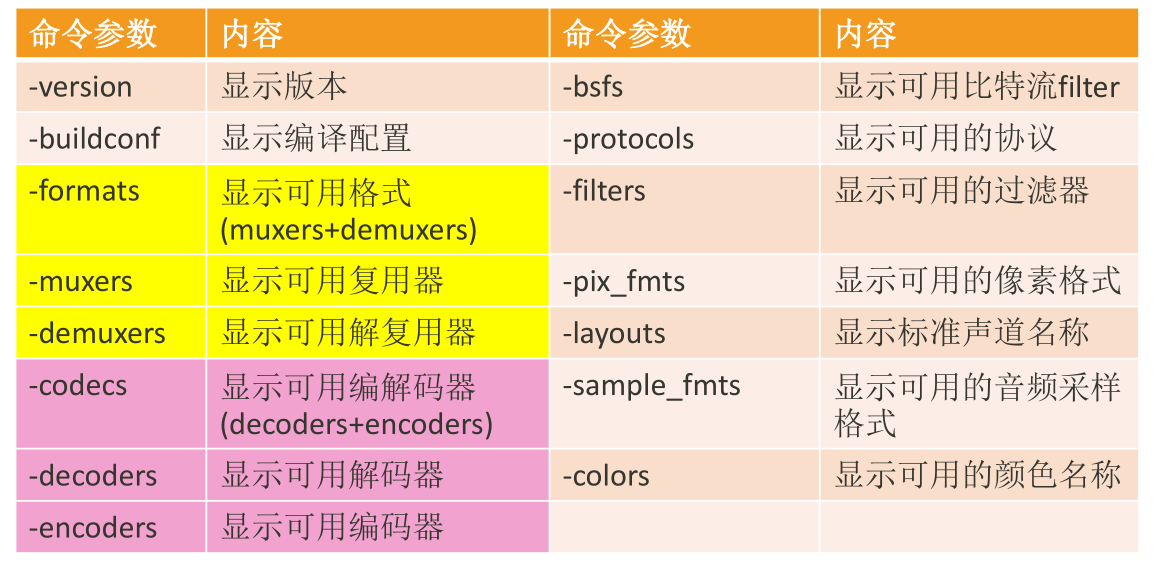 命令参数 内容 命令参数 内容
-version 显示版本 -bsfs 显示可用比特流filter
-buildconf 显示编译配置 -protocols 显示可用的协议
-formats 显示可用格式 -filters 显示可用的过滤器
(muxers+demuxers)
-muxers 显示可用复用器 -pix_fmts 显示可用的像素格式
-demuxers 显示可用解复用器 -layouts 显示标准声道名称
-codecs 显示可用编解码器 -sample_fmts 显示可用的音频采样
(decoders+encoders) 格式
-decoders 显示可用解码器 -colors 显示可用的颜色名称
-encoders 显示可用编码器